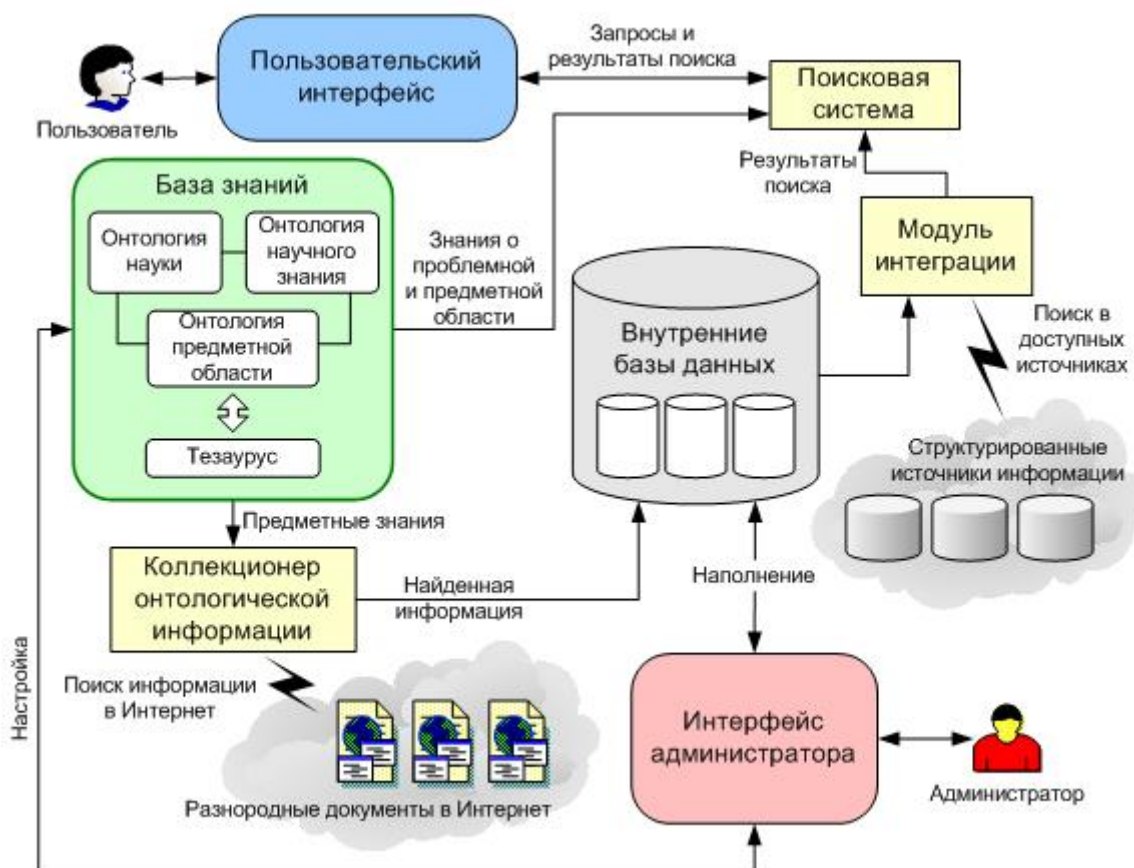 Пользовательский
интерфейс
Запросы и
результаты поиска
Поисковая
система
Пользователь
Результаты
поиска
База знаний
Онтология
науки
Онтология
научного
знания
Онтология
предметной
области
Тезаурус
Знания о
проблемной
и предметной
области
Модуль
интеграции
Внутренние
базы данных
Поиск в
доступных
источниках
Структурированные
источники информации
Предметные знания
Коллекционер
онтологической
информации
Найденная
информация
Наполнение
Настройка
Поиск информации
в Интернет
Разнородные документы в Интернет
Интерфейс
администратора
Администратор